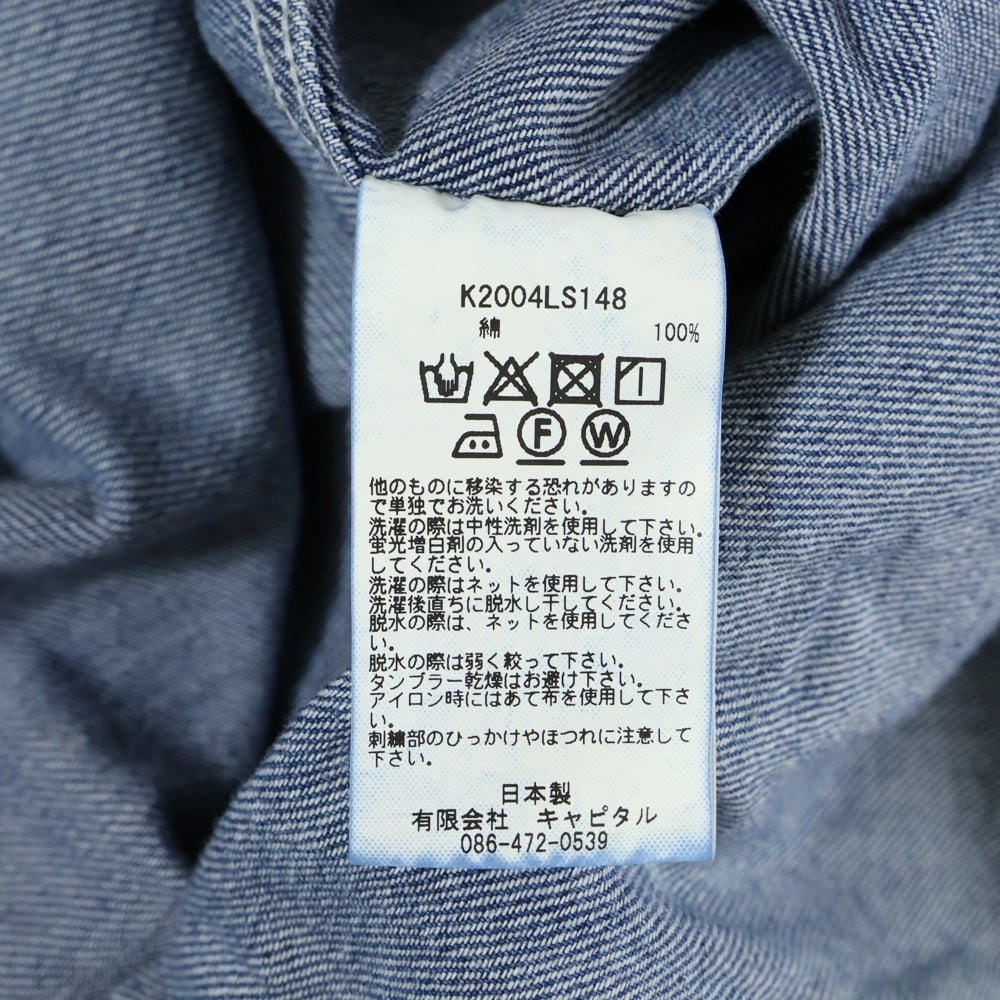 K2004LS148
綿 100%
F W
他のものに移染する恐れがありますの
で単独でお洗いください。
洗濯の際は中性洗剤を使用して下さい。
蛍光増白剤の入っていない洗剤を使用
してください。
洗濯の際はネットを使用して下さい。
洗濯後直ちに脱水し干してください。
脱水の際は、ネットを使用してくださ
い。
脱水の際は弱く絞って下さい。
タンブラー乾燥はお避け下さい。
アイロン時にはあて布を使用して下さ
い。
刺繍部のひっかけやほつれに注意して
下さい。
日本製
有限会社 キャピタル
086-472-0539